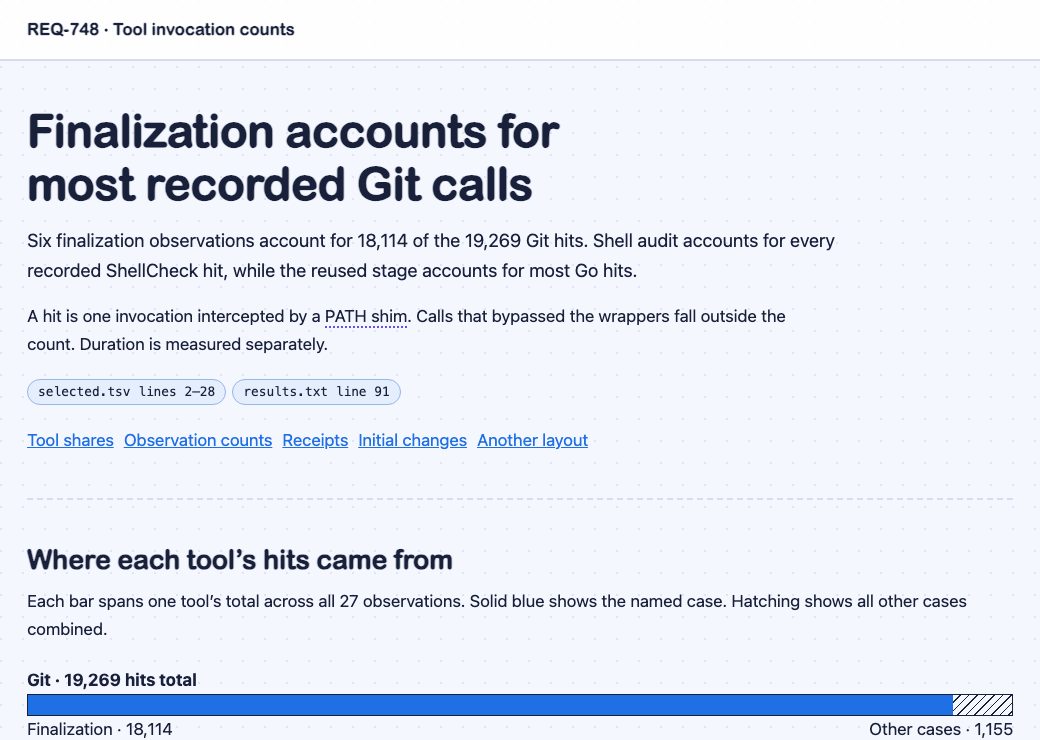 REQ-748 · Tool invocation counts
Finalization accounts for
most recorded Git calls
Six finalization observations account for 18,114 of the 19,269 Git hits. Shell audit accounts for every
recorded ShellCheck hit, while the reused stage accounts for most Go hits.
A hit is one invocation intercepted by a PATH shim. Calls that bypassed the wrappers fall outside the
count. Duration is measured separately.
selected.tsv lines 2–28 results.txt line 91
Tool shares Observation counts Receipts Initial changes Another layout
Where each tool’s hits came from
Each bar spans one tool’s total across all 27 observations. Solid blue shows the named case. Hatching shows all other cases
combined.
Git · 19,269 hits total
Finalization · 18,114 Other cases · 1,155